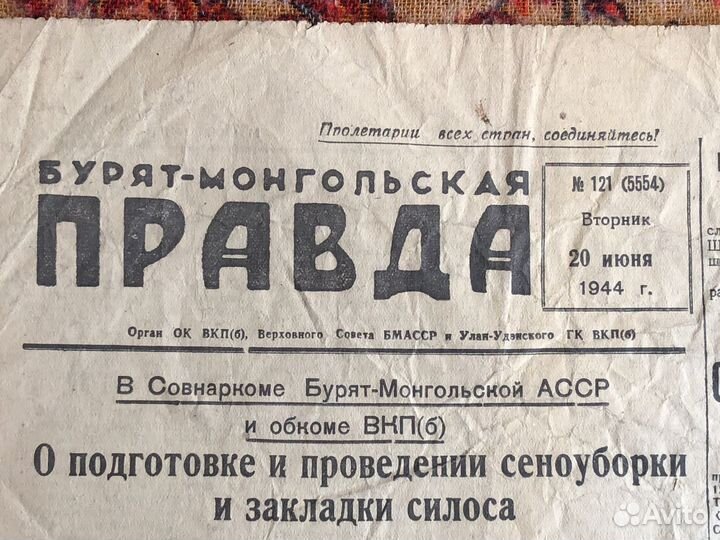 Пролетарии всех стран, соединяйтесь!
БУРЯТ-МОНГОЛЬСКАЯ
ПРАВДА
№ 121 (5554)
Вторник
20 июня
1944 г.
Орган ОК ВКП(б), Верховного Совета БМАССР и Улан-Удэнского ГК ВКП(б)
В Совнаркоме Бурят-Монгольской АССР
и обкоме ВКП(б)
О подготовке и проведении сеноуборки
и закладки силоса
Avito